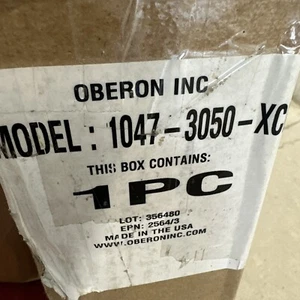 OBERON INC
MODEL: 1047-3050-XC
THIS BOX CONTAINS:
1PC
LOT: 356480
EPN: 2564/3
MADE IN THE USA
WWW.OBERONINC.COM